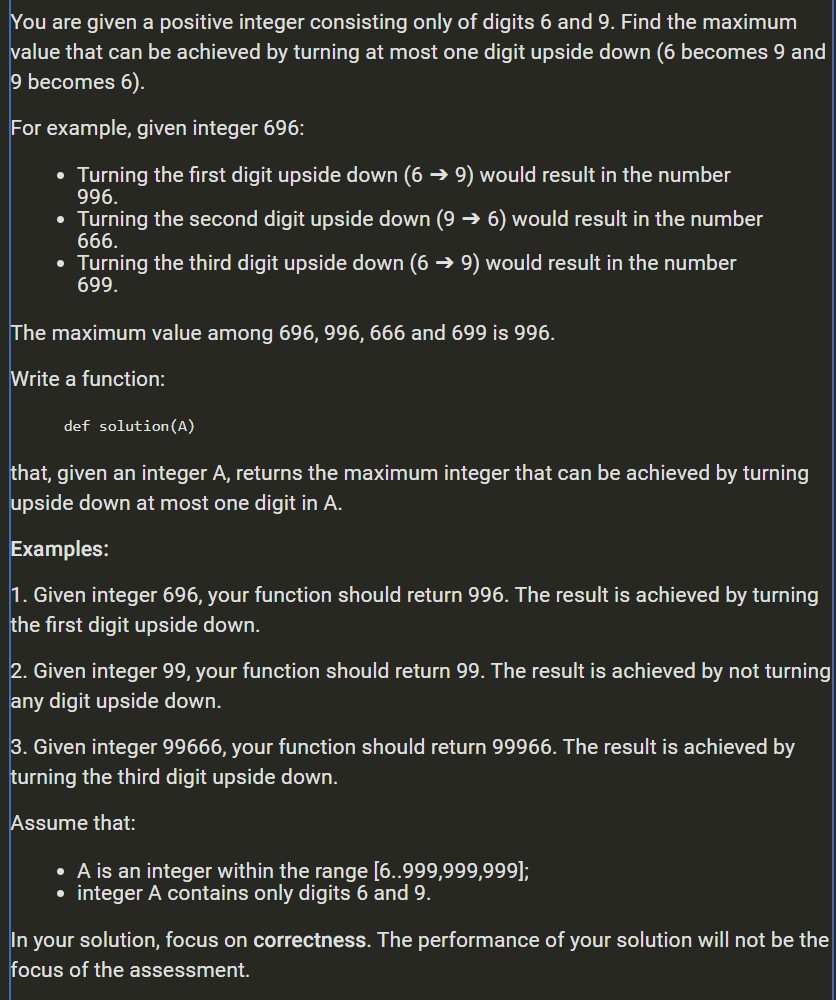 You are given a positive integer consisting only of digits 6 and 9. Find the maximum
value that can be achieved by turning at most one digit upside down (6 becomes 9 and
9 becomes 6).
For example, given integer 696:
• Turning the first digit upside down (6 ➔ 9) would result in the number
996.
• Turning the second digit upside down (9 ➔ 6) would result in the number
666.
• Turning the third digit upside down (6 ➔ 9) would result in the number
699.
The maximum value among 696, 996, 666 and 699 is 996.
Write a function:
def solution(A)
that, given an integer A, returns the maximum integer that can be achieved by turning
upside down at most one digit in A.
Examples:
1. Given integer 696, your function should return 996. The result is achieved by turning
the first digit upside down.
2. Given integer 99, your function should return 99. The result is achieved by not turning
any digit upside down.
3. Given integer 99666, your function should return 99966. The result is achieved by
turning the third digit upside down.
Assume that:
• A is an integer within the range [6..999,999,999];
• integer A contains only digits 6 and 9.
In your solution, focus on correctness. The performance of your solution will not be the
focus of the assessment.